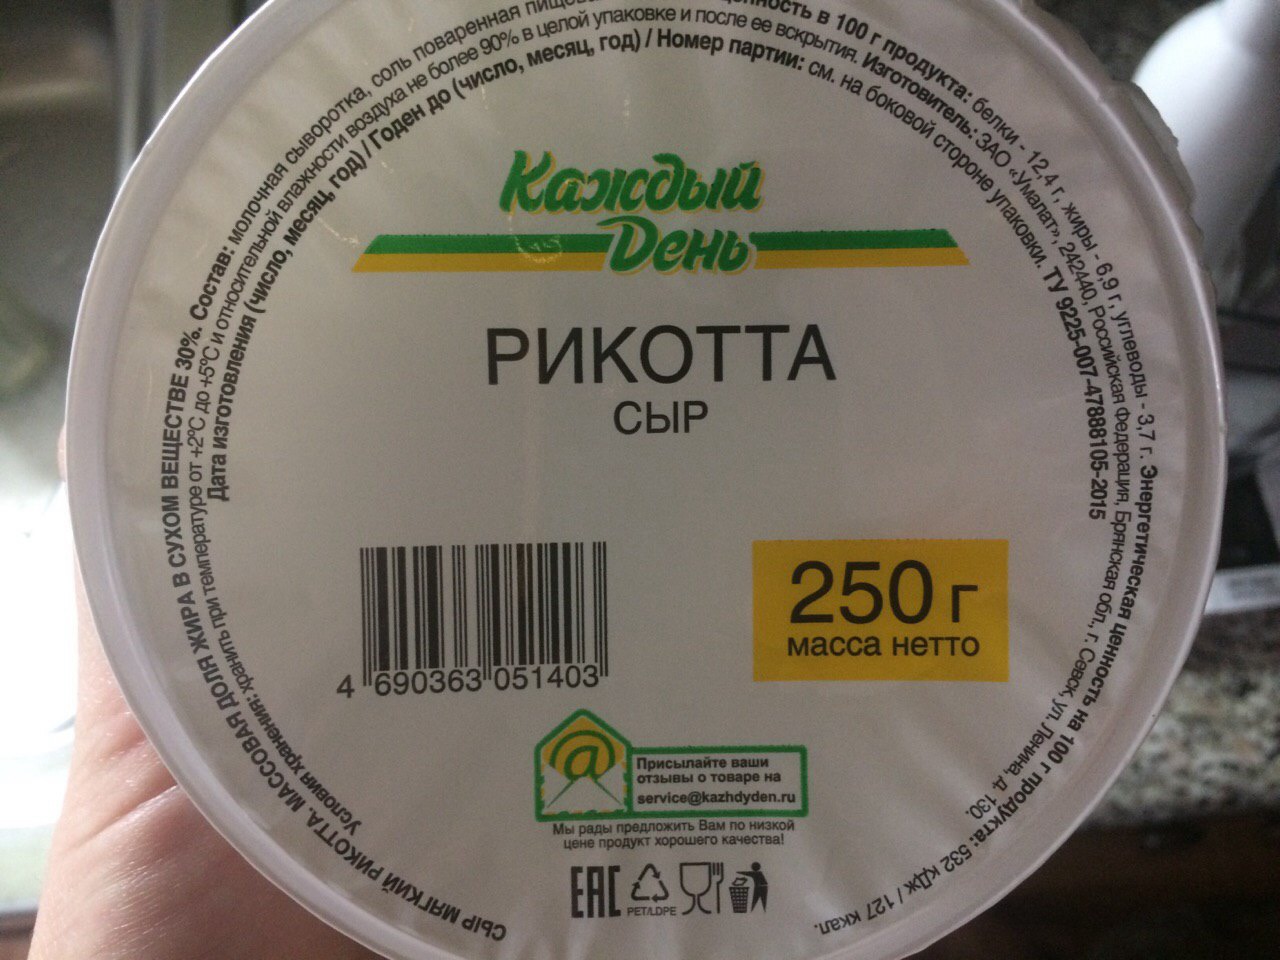 СЫР МЯГКИЙ РИКОТТА. МАССОВАЯ ДОЛЯ ЖИРА В СУХОМ ВЕЩЕСТВЕ 30%. Состав: молочная сыворотка, соль поваренная в 100 г продукта: белки - 12,4 г, жиры - 6,9 г, углеводы - 3,7 г. Энергетическая ценность на 100 г продукта: 532 кДж / 127 ккал.
Условия хранения: хранить при температуре от +2°С до +5°С и относительной влажности воздуха не более 90% в целой упаковке и после ее вскрытия. Изготовитель: ЗАО «Умалат», 242440, Российская Федерация, Брянская обл., г. Севск, ул. Ленина, д. 130.
Дата изготовления (число, месяц, год) / Годен до (число, месяц, год) / Номер партии: см. на боковой стороне упаковки. ТУ 9225-007-47888105-2015
Каждый
День
РИКОТТА
СЫР
250 г
масса нетто
4 690363 051403
@
Присылайте ваши
отзывы о товаре на
service@kazhdyden.ru
Мы рады предложить Вам по низкой
цене продукт хорошего качества!
EAC
PET/LDPE